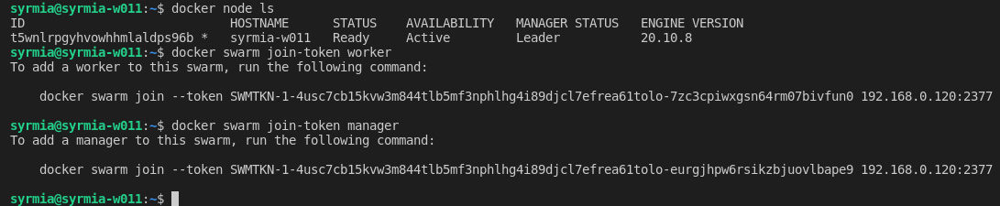 syrmia@syrmia-w011:~$ docker node ls
ID                            HOSTNAME      STATUS    AVAILABILITY   MANAGER STATUS   ENGINE VERSION
t5wnlrpgyhvowhhmlaldps96b *   syrmia-w011   Ready     Active         Leader           20.10.8
syrmia@syrmia-w011:~$ docker swarm join-token worker
To add a worker to this swarm, run the following command:

    docker swarm join --token SWMTKN-1-4usc7cb15kvw3m844tlb5mf3nphlhg4i89djcl7efrea61tolo-7zc3cpiwxgsn64rm07bivfun0 192.168.0.120:2377

syrmia@syrmia-w011:~$ docker swarm join-token manager
To add a manager to this swarm, run the following command:

    docker swarm join --token SWMTKN-1-4usc7cb15kvw3m844tlb5mf3nphlhg4i89djcl7efrea61tolo-eurgjhpw6rsikzbjuovlbape9 192.168.0.120:2377

syrmia@syrmia-w011:~$